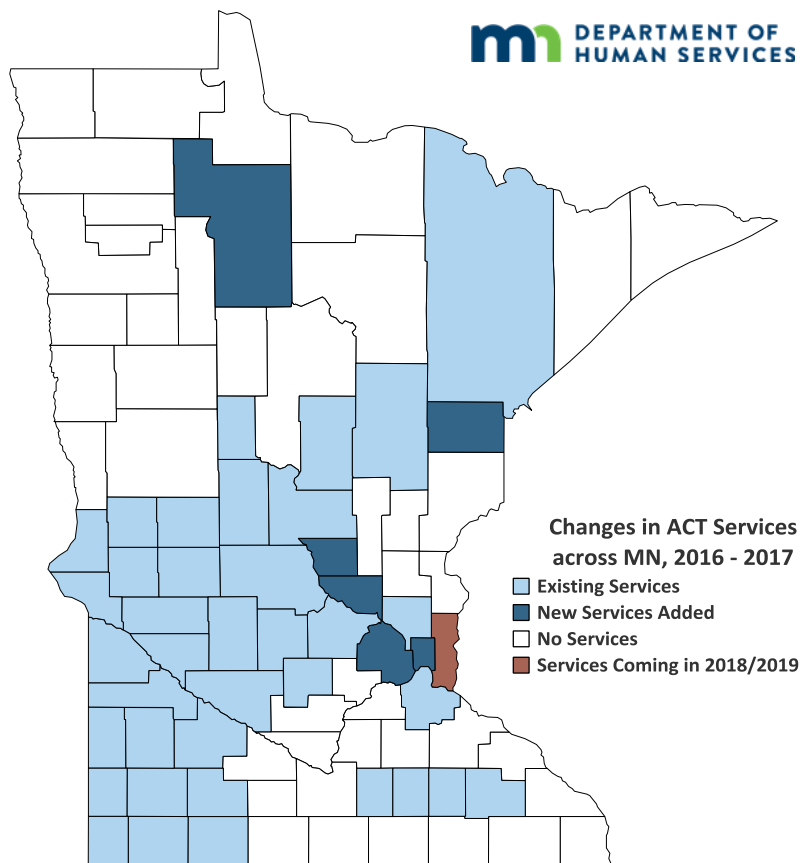 DEPARTMENT OF
HUMAN SERVICES
Changes in ACT Services
across MN, 2016 - 2017
Existing Services
New Services Added
No Services
Services Coming in 2018/2019